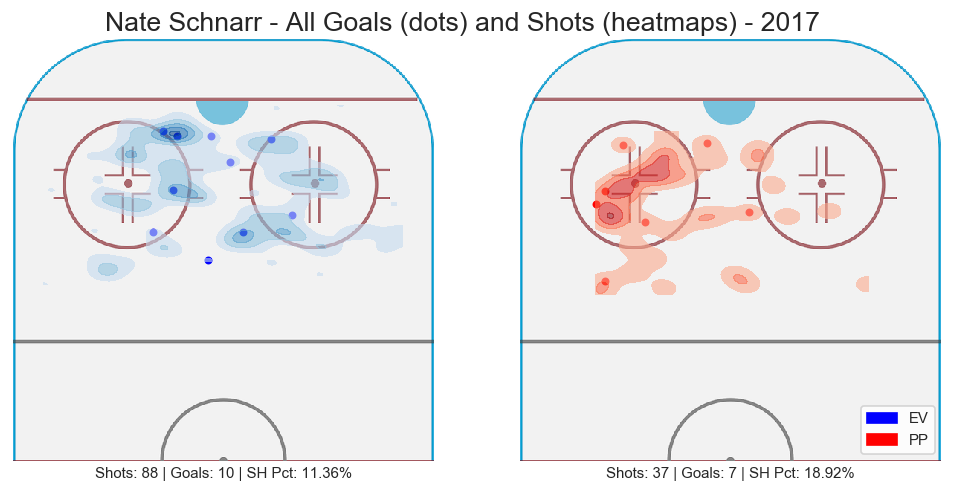 Nate Schnarr - All Goals (dots) and Shots (heatmaps) - 2017
EV
PP
Shots: 88 | Goals: 10 | SH Pct: 11.36%
Shots: 37 | Goals: 7 | SH Pct: 18.92%